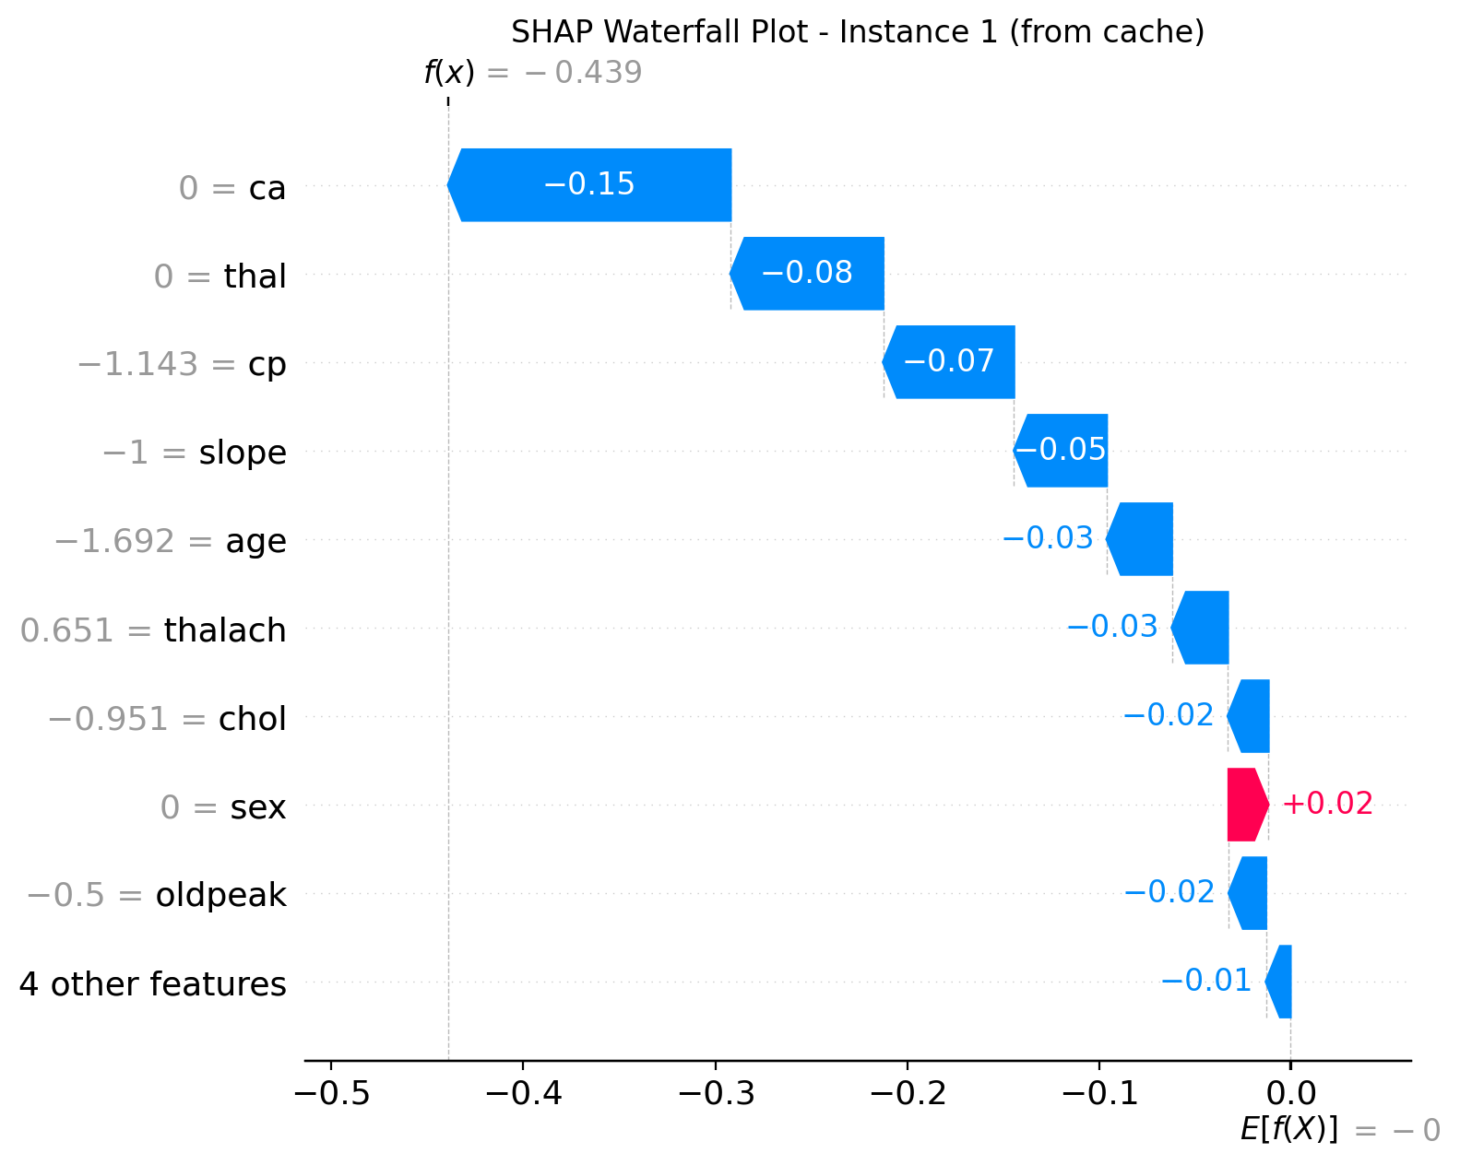 SHAP Waterfall Plot - Instance 1 (from cache)
f(x) = −0.439
0 = ca
−0.15
0 = thal
−0.08
−1.143 = cp
−0.07
−1 = slope
−0.05
−1.692 = age
−0.03
0.651 = thalach
−0.03
−0.951 = chol
−0.02
0 = sex
+0.02
−0.5 = oldpeak
−0.02
4 other features
−0.01
−0.5 −0.4 −0.3 −0.2 −0.1 0.0
E[f(X)] = −0